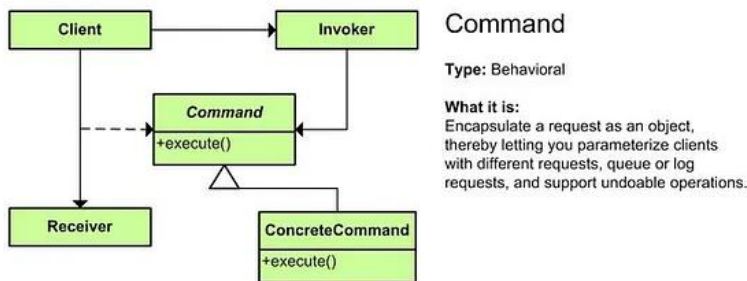 Client
Invoker
Command
+execute()
Receiver
ConcreteCommand
+execute()
Command
Type: Behavioral
What it is:
Encapsulate a request as an object,
thereby letting you parameterize clients
with different requests, queue or log
requests, and support undoable operations.